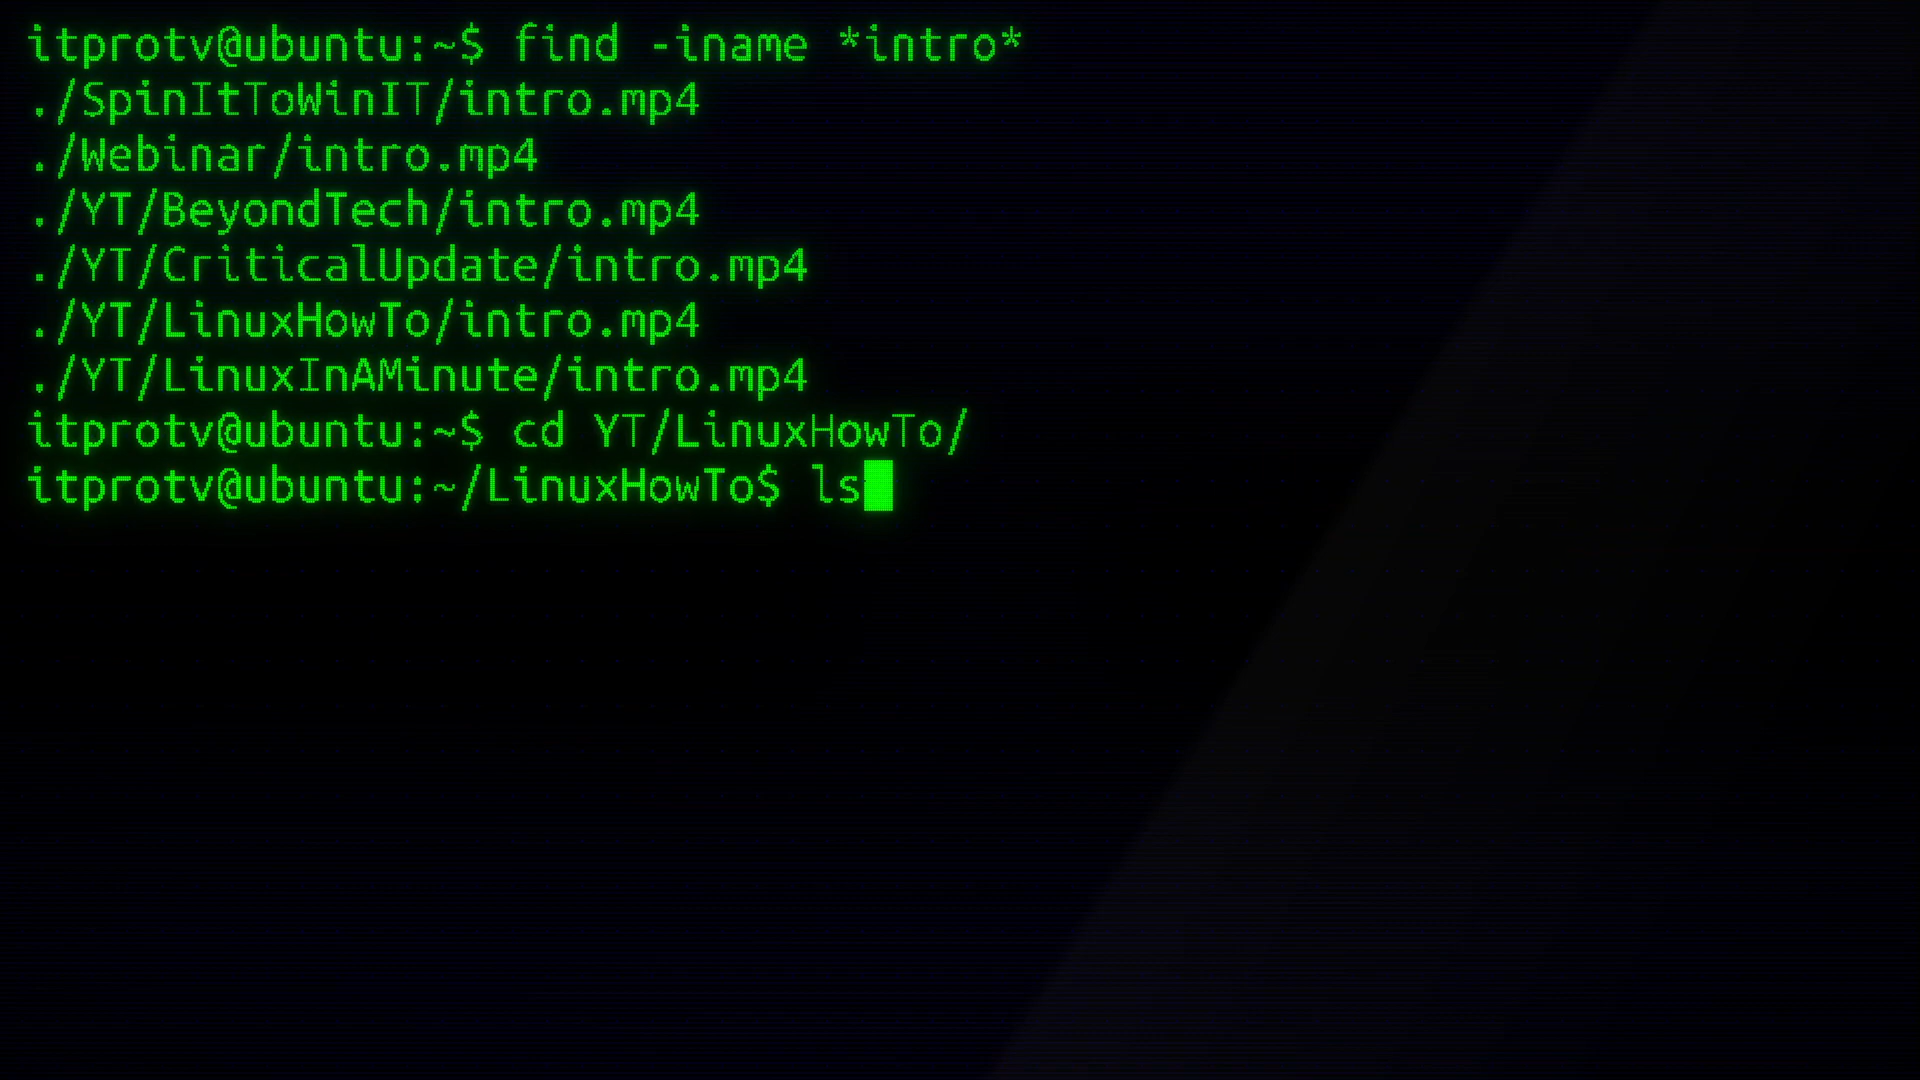 itprotv@ubuntu:~$ find -iname *intro*
./SpinItToWinIT/intro.mp4
./Webinar/intro.mp4
./YT/BeyondTech/intro.mp4
./YT/CriticalUpdate/intro.mp4
./YT/LinuxHowTo/intro.mp4
./YT/LinuxInAMinute/intro.mp4
itprotv@ubuntu:~$ cd YT/LinuxHowTo/
itprotv@ubuntu:~/LinuxHowTo$ ls